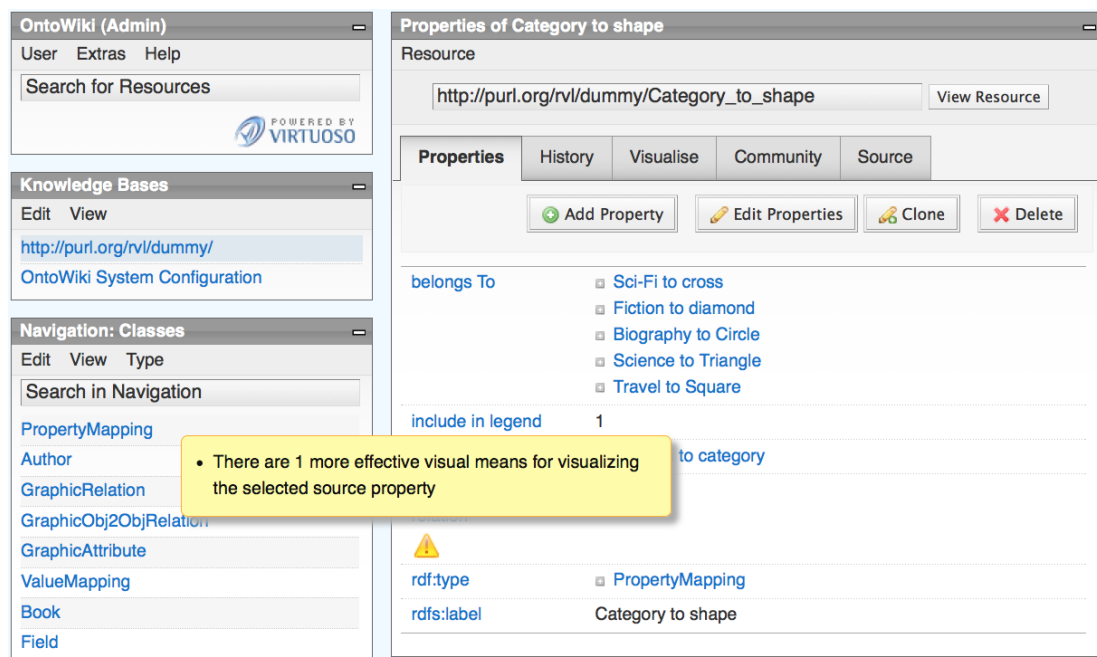 OntoWiki (Admin)
User Extras Help
Search for Resources
POWERED BY
VIRTUOSO
Knowledge Bases
Edit View
http://purl.org/rvl/dummy/
OntoWiki System Configuration
Navigation: Classes
Edit View Type
Search in Navigation
PropertyMapping
Author
GraphicRelation
GraphicObj2ObjRelation
GraphicAttribute
ValueMapping
Book
Field
Properties of Category to shape
Resource
http://purl.org/rvl/dummy/Category_to_shape View Resource
Properties History Visualise Community Source
Add Property Edit Properties Clone Delete
belongs To Sci-Fi to cross
Fiction to diamond
Biography to Circle
Science to Triangle
Travel to Square
include in legend 1
to category
There are 1 more effective visual means for visualizing
the selected source property
relation
rdf:type PropertyMapping
rdfs:label Category to shape